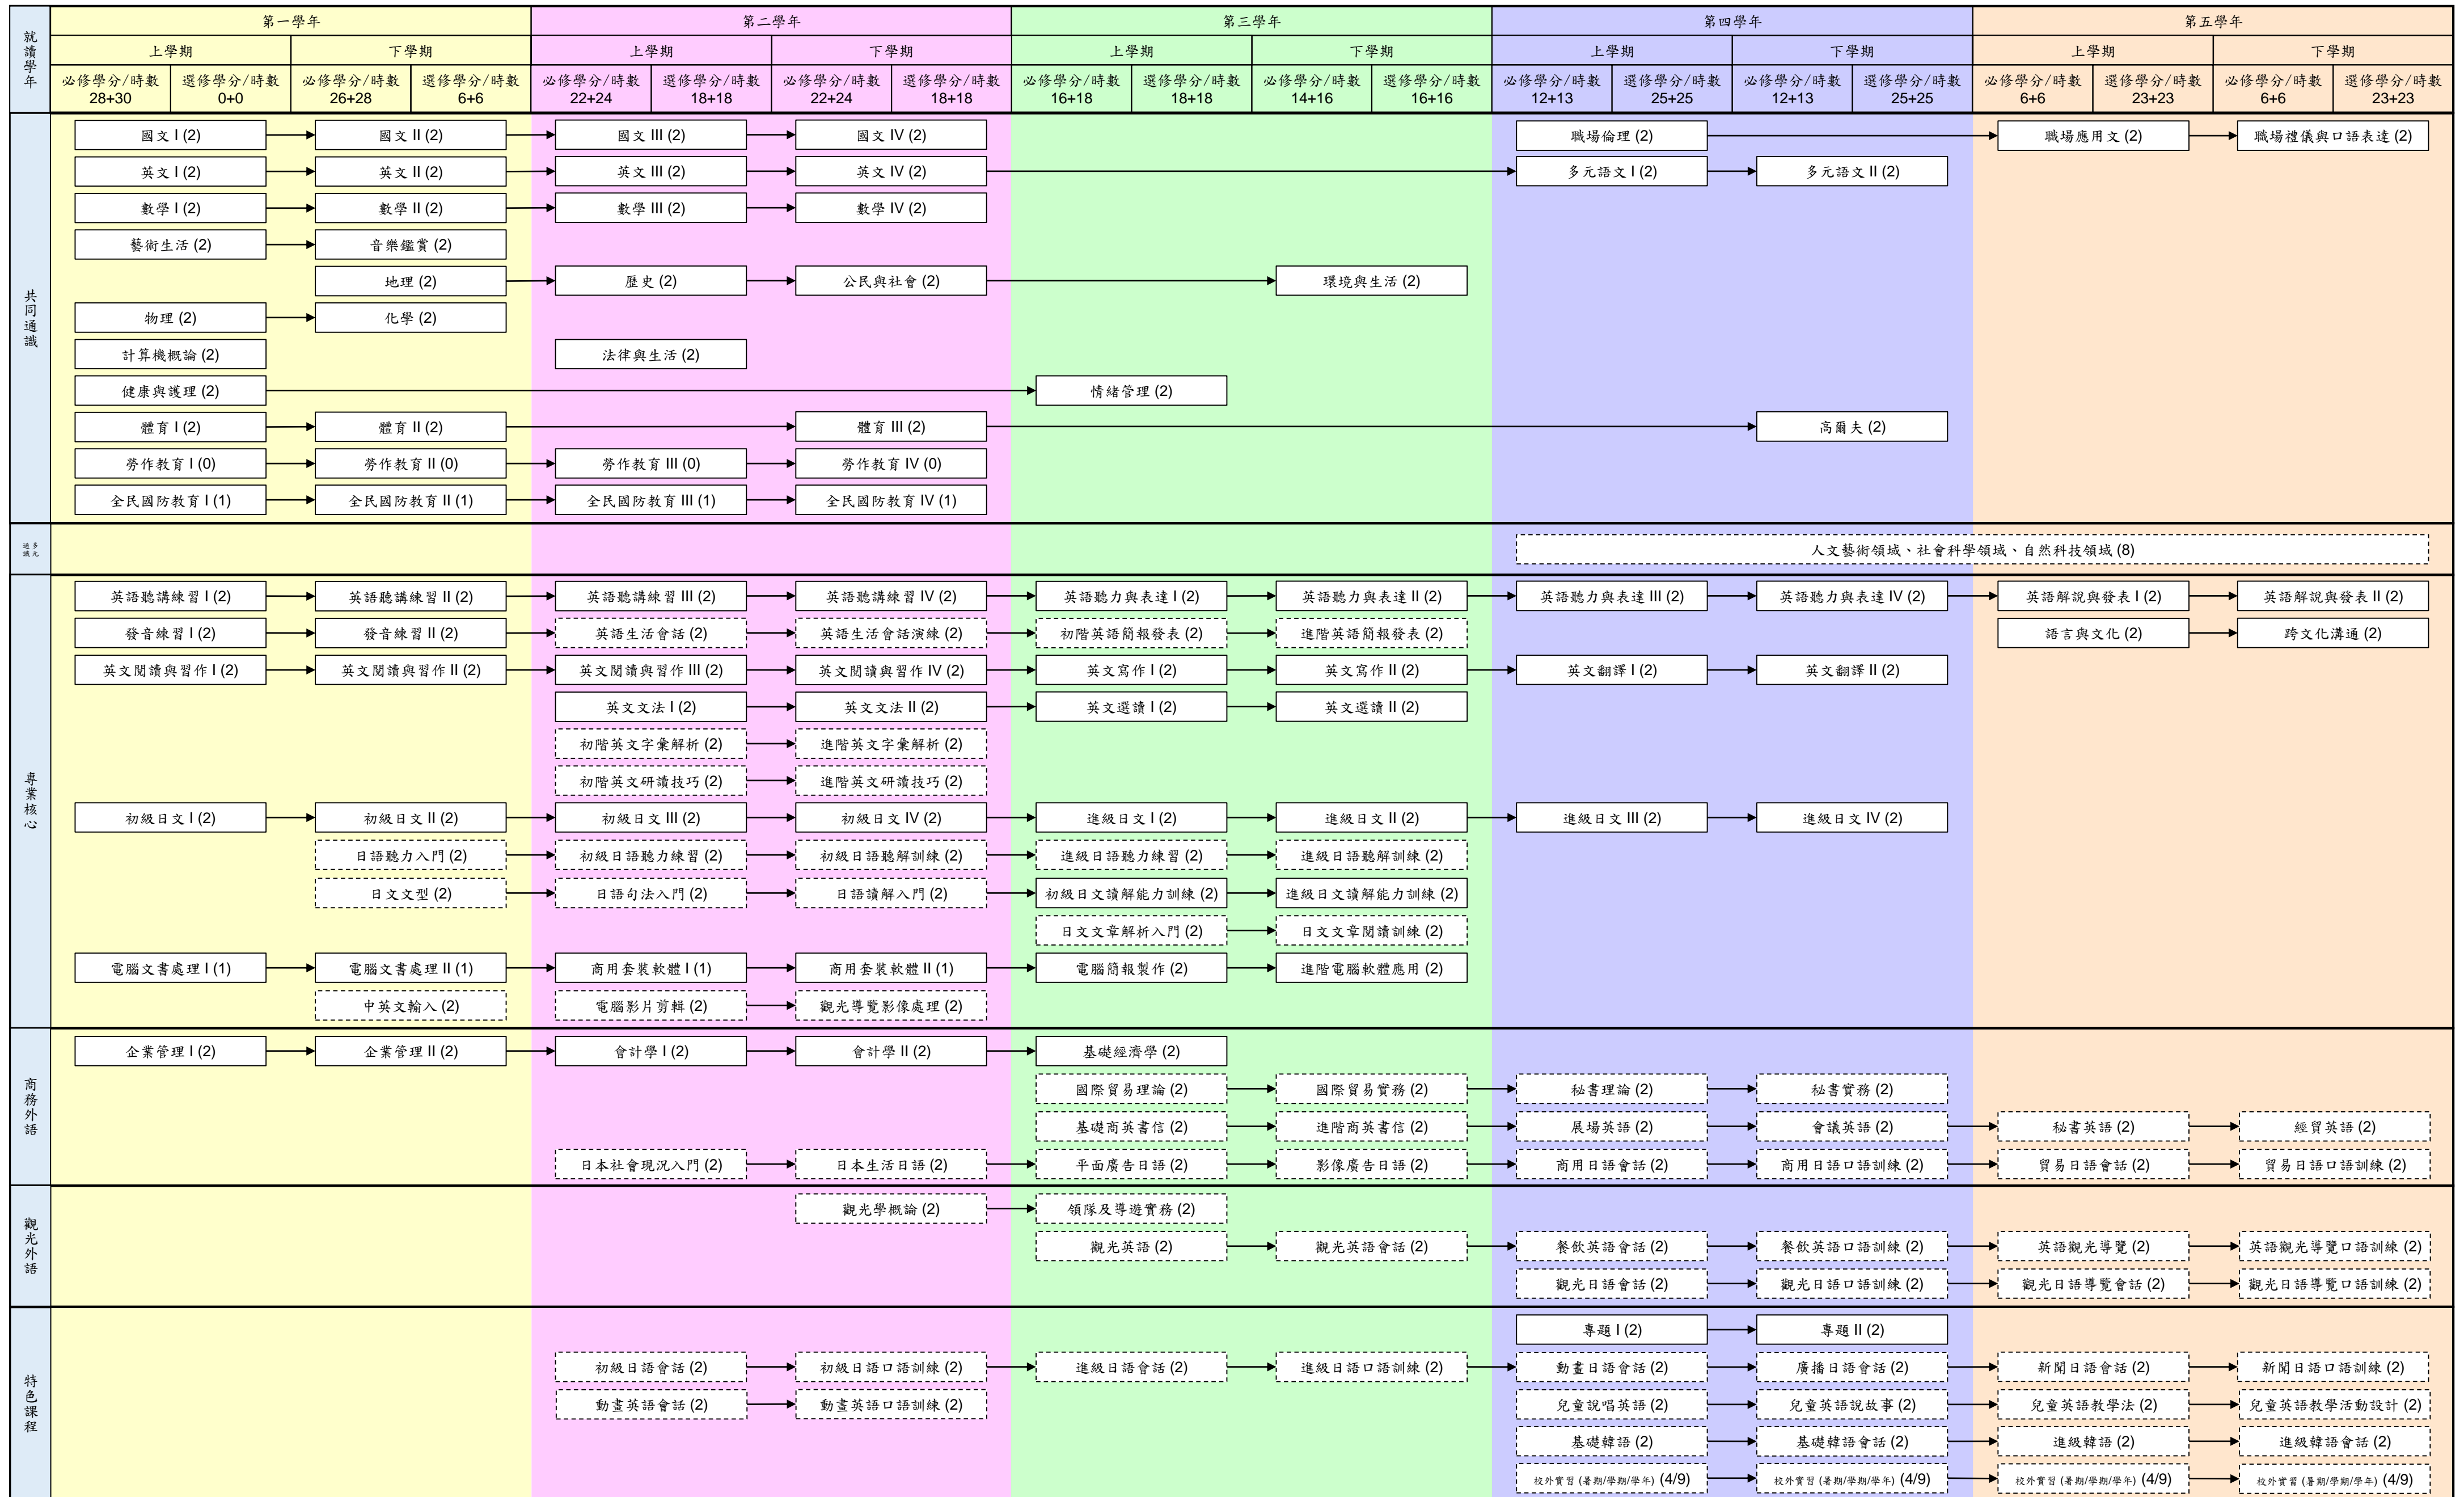 就讀學年
第一學年 第二學年 第三學年 第四學年 第五學年
上學期 下學期 上學期 下學期 上學期 下學期 上學期 下學期 上學期 下學期
必修學分/時數 選修學分/時數 必修學分/時數 選修學分/時數 必修學分/時數 選修學分/時數 必修學分/時數 選修學分/時數 必修學分/時數 選修學分/時數 必修學分/時數 選修學分/時數 必修學分/時數 選修學分/時數 必修學分/時數 選修學分/時數 必修學分/時數 選修學分/時數 必修學分/時數 選修學分/時數
28+30 0+0 26+28 6+6 22+24 18+18 22+24 18+18 16+18 18+18 14+16 16+16 12+13 25+25 12+13 25+25 6+6 23+23 6+6 23+23
共同通識
國文 I (2) 國文 II (2) 國文 III (2) 國文 IV (2) 職場倫理 (2) 職場應用文 (2) 職場禮儀與口語表達 (2)
英文 I (2) 英文 II (2) 英文 III (2) 英文 IV (2) 多元語文 I (2) 多元語文 II (2)
數學 I (2) 數學 II (2) 數學 III (2) 數學 IV (2)
藝術生活 (2) 音樂鑑賞 (2)
地理 (2) 歷史 (2) 公民與社會 (2) 環境與生活 (2)
物理 (2) 化學 (2)
計算機概論 (2) 法律與生活 (2)
健康與護理 (2) 情緒管理 (2)
體育 I (2) 體育 II (2) 體育 III (2) 高爾夫 (2)
勞作教育 I (0) 勞作教育 II (0) 勞作教育 III (0) 勞作教育 IV (0)
全民國防教育 I (1) 全民國防教育 II (1) 全民國防教育 III (1) 全民國防教育 IV (1)
多元通識
人文藝術領域、社會科學領域、自然科技領域 (8)
專業核心
英語聽講練習 I (2) 英語聽講練習 II (2) 英語聽講練習 III (2) 英語聽講練習 IV (2) 英語聽力與表達 I (2) 英語聽力與表達 II (2) 英語聽力與表達 III (2) 英語聽力與表達 IV (2) 英語解說與發表 I (2) 英語解說與發表 II (2)
發音練習 I (2) 發音練習 II (2) 英語生活會話 (2) 英語生活會話演練 (2) 初階英語簡報發表 (2) 進階英語簡報發表 (2) 語言與文化 (2) 跨文化溝通 (2)
英文閱讀與習作 I (2) 英文閱讀與習作 II (2) 英文閱讀與習作 III (2) 英文閱讀與習作 IV (2) 英文寫作 I (2) 英文寫作 II (2) 英文翻譯 I (2) 英文翻譯 II (2)
英文文法 I (2) 英文文法 II (2) 英文選讀 I (2) 英文選讀 II (2)
初階英文字彙解析 (2) 進階英文字彙解析 (2)
初階英文研讀技巧 (2) 進階英文研讀技巧 (2)
初級日文 I (2) 初級日文 II (2) 初級日文 III (2) 初級日文 IV (2) 進級日文 I (2) 進級日文 II (2) 進級日文 III (2) 進級日文 IV (2)
日語聽力入門 (2) 初級日語聽力練習 (2) 初級日語聽解訓練 (2) 進級日語聽力練習 (2) 進級日語聽解訓練 (2)
日文文型 (2) 日語句法入門 (2) 日語讀解入門 (2) 初級日文讀解能力訓練 (2) 進級日文讀解能力訓練 (2)
日文文章解析入門 (2) 日文文章閱讀訓練 (2)
電腦文書處理 I (1) 電腦文書處理 II (1) 商用套裝軟體 I (1) 商用套裝軟體 II (1) 電腦簡報製作 (2) 進階電腦軟體應用 (2)
中英文輸入 (2) 電腦影片剪輯 (2) 觀光導覽影像處理 (2)
商務外語
企業管理 I (2) 企業管理 II (2) 會計學 I (2) 會計學 II (2) 基礎經濟學 (2)
國際貿易理論 (2) 國際貿易實務 (2) 秘書理論 (2) 秘書實務 (2)
基礎商英書信 (2) 進階商英書信 (2) 展場英語 (2) 會議英語 (2) 秘書英語 (2) 經貿英語 (2)
日本社會現況入門 (2) 日本生活日語 (2) 平面廣告日語 (2) 影像廣告日語 (2) 商用日語會話 (2) 商用日語口語訓練 (2) 貿易日語會話 (2) 貿易日語口語訓練 (2)
觀光外語
觀光學概論 (2) 領隊及導遊實務 (2)
觀光英語 (2) 觀光英語會話 (2) 餐飲英語會話 (2) 餐飲英語口語訓練 (2) 英語觀光導覽 (2) 英語觀光導覽口語訓練 (2)
觀光日語會話 (2) 觀光日語口語訓練 (2) 觀光日語導覽會話 (2) 觀光日語導覽口語訓練 (2)
特色課程
專題 I (2) 專題 II (2)
初級日語會話 (2) 初級日語口語訓練 (2) 進級日語會話 (2) 進級日語口語訓練 (2) 動畫日語會話 (2) 廣播日語會話 (2) 新聞日語會話 (2) 新聞日語口語訓練 (2)
動畫英語會話 (2) 動畫英語口語訓練 (2) 兒童說唱英語 (2) 兒童英語說故事 (2) 兒童英語教學法 (2) 兒童英語教學活動設計 (2)
基礎韓語 (2) 基礎韓語會話 (2) 進級韓語 (2) 進級韓語會話 (2)
校外實習 (暑期/學期/學年) (4/9) 校外實習 (暑期/學期/學年) (4/9) 校外實習 (暑期/學期/學年) (4/9) 校外實習 (暑期/學期/學年) (4/9)